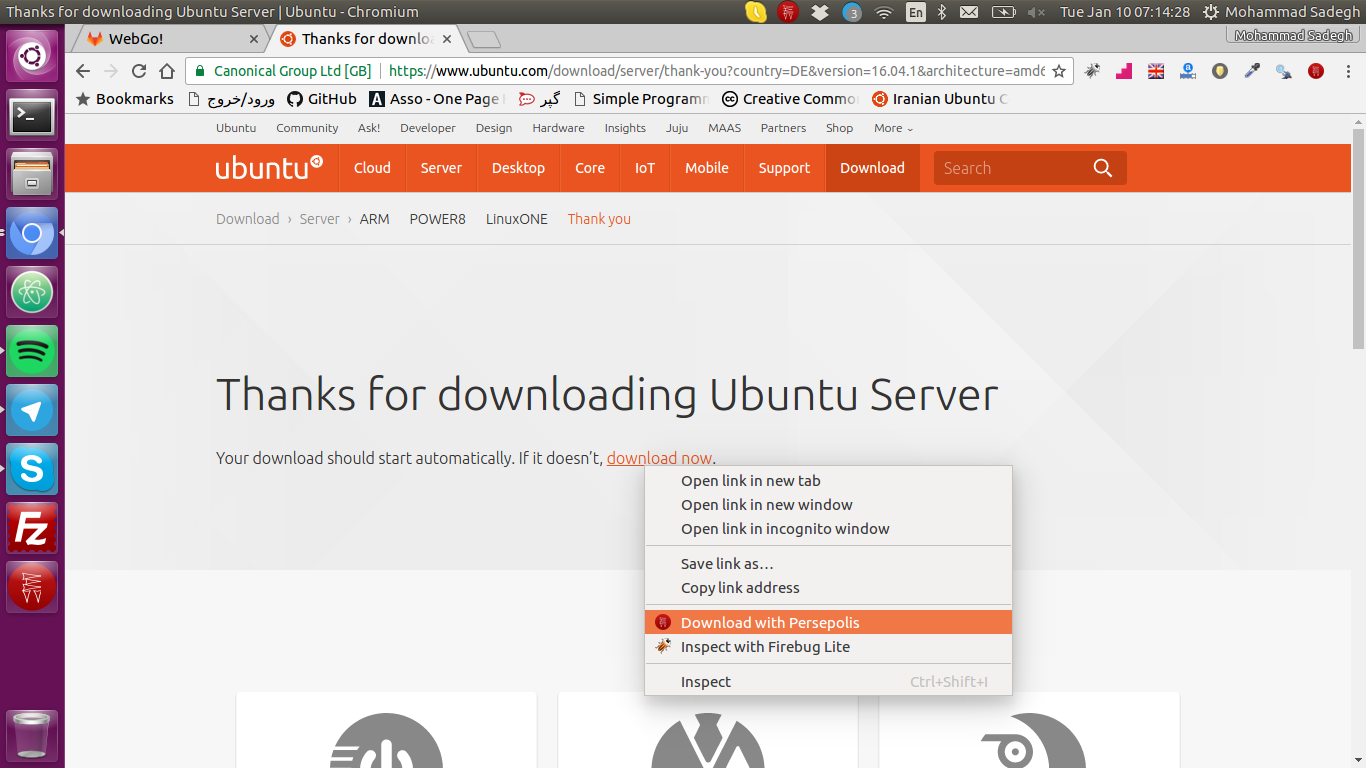 Thanks for downloading Ubuntu Server | Ubuntu - Chromium
3
En
Tue Jan 10 07:14:28
Mohammad Sadegh
WebGo!
Thanks for downlo
Mohammad Sadegh
Canonical Group Ltd [GB]
https://www.ubuntu.com/download/server/thank-you?country=DE&version=16.04.1&architecture=amd6
Bookmarks
ورود/خروج
GitHub
Asso - One Page
گپر
Simple Programm
Creative Commo
Iranian Ubuntu C
Ubuntu Community Ask! Developer Design Hardware Insights Juju MAAS Partners Shop More
ubuntu
Cloud Server Desktop Core IoT Mobile Support Download
Search
Download › Server › ARM POWER8 LinuxONE Thank you
Thanks for downloading Ubuntu Server
Your download should start automatically. If it doesn’t, download now.
Open link in new tab
Open link in new window
Open link in incognito window
Save link as…
Copy link address
Download with Persepolis
Inspect with Firebug Lite
Inspect Ctrl+Shift+I